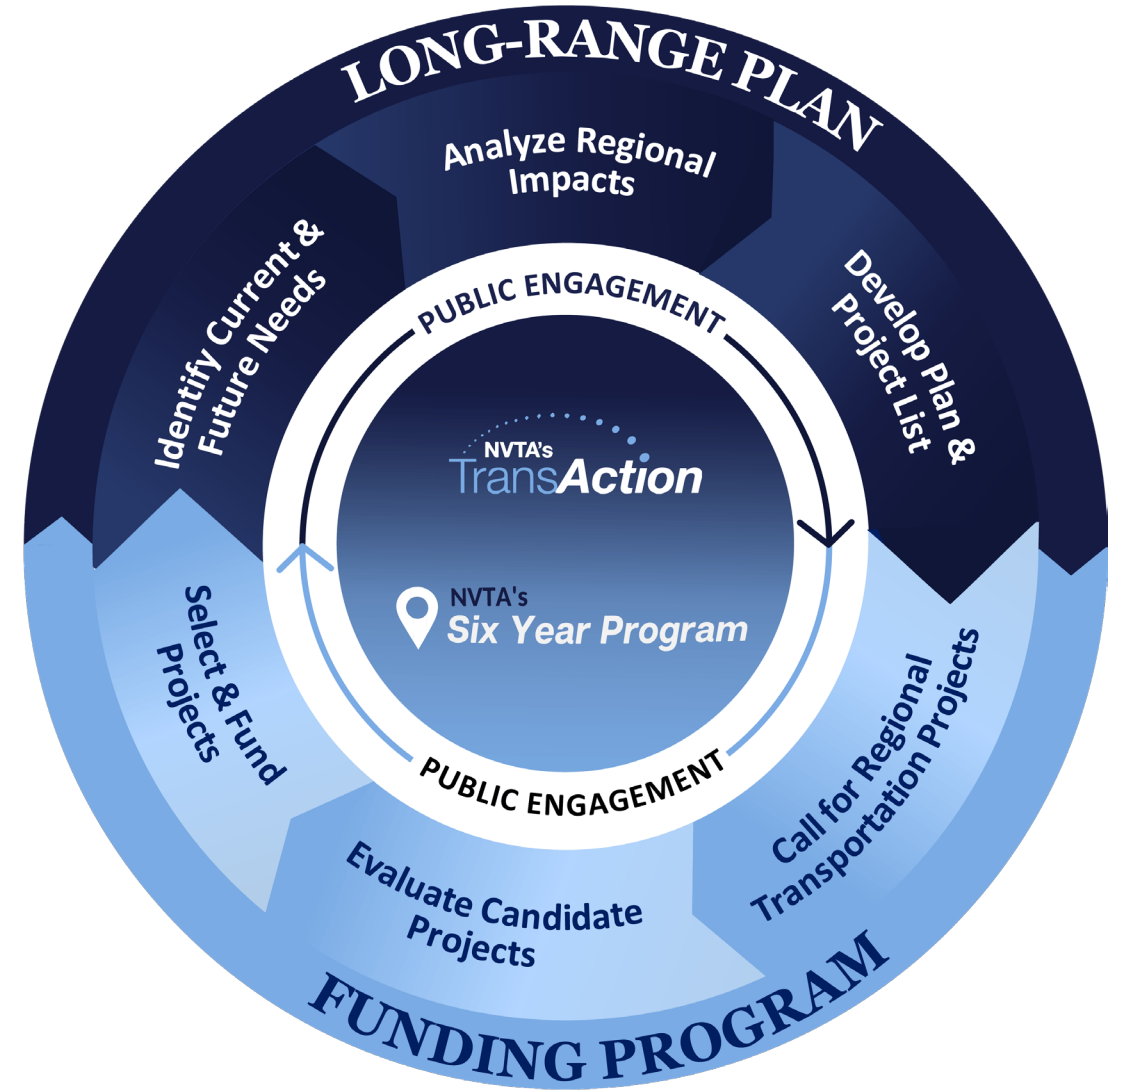 LONG-RANGE PLAN
Analyze Regional
Impacts
Develop Plan &
Project List
Identify Current &
Future Needs
PUBLIC ENGAGEMENT
NVTA's
TransAction
NVTA's
Six Year Program
PUBLIC ENGAGEMENT
Call for Regional
Transportation Projects
Evaluate Candidate
Projects
Select & Fund
Projects
FUNDING PROGRAM